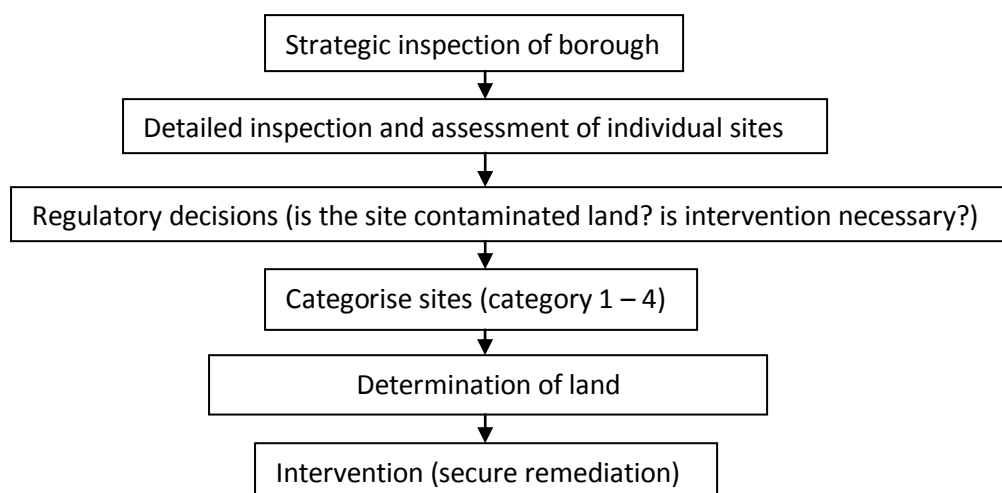 Strategic inspection of borough
Detailed inspection and assessment of individual sites
Regulatory decisions (is the site contaminated land? is intervention necessary?)
Categorise sites (category 1 – 4)
Determination of land
Intervention (secure remediation)